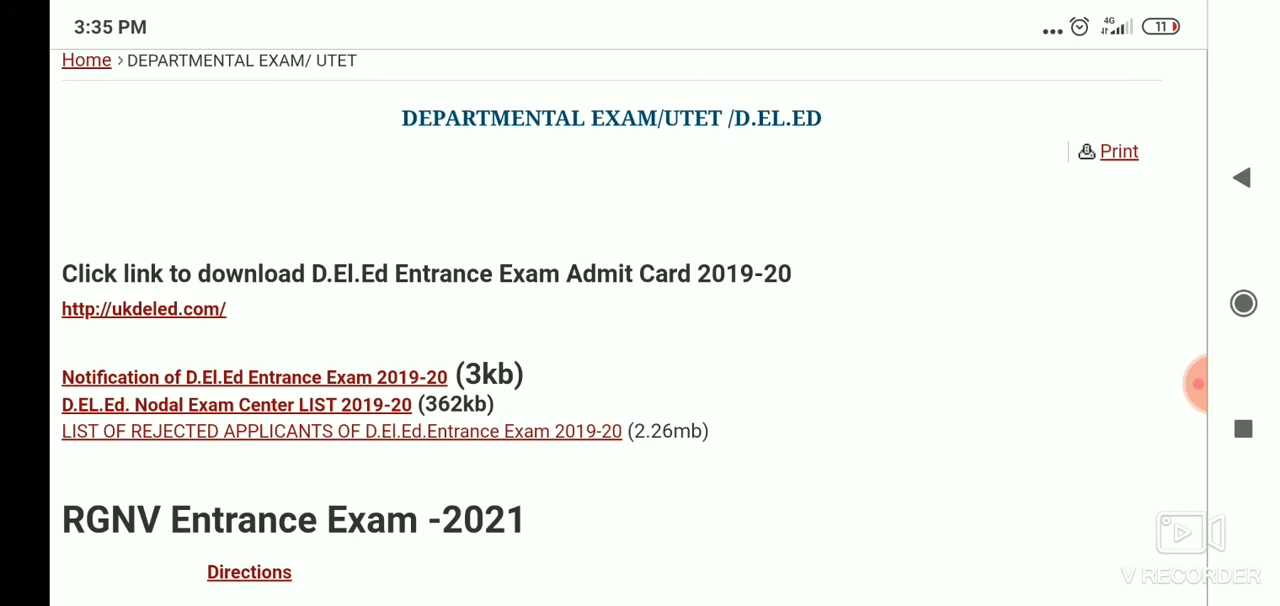 3:35 PM
4G
11
Home › DEPARTMENTAL EXAM/ UTET
DEPARTMENTAL EXAM/UTET /D.EL.ED
Print
Click link to download D.El.Ed Entrance Exam Admit Card 2019-20
http://ukdeled.com/
Notification of D.El.Ed Entrance Exam 2019-20 (3kb)
D.EL.Ed. Nodal Exam Center LIST 2019-20 (362kb)
LIST OF REJECTED APPLICANTS OF D.El.Ed.Entrance Exam 2019-20 (2.26mb)
RGNV Entrance Exam -2021
Directions
V RECORDER